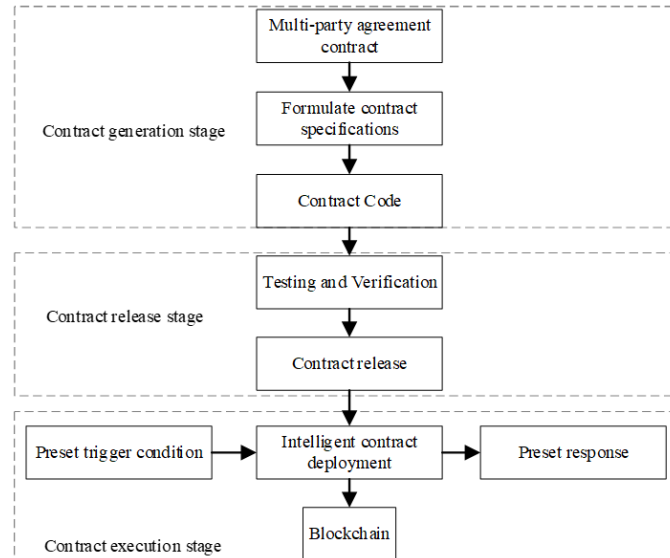 Multi-party agreement
contract
Formulate contract
specifications
Contract generation stage
Contract Code
Testing and Verification
Contract release stage
Contract release
Preset trigger condition
Intelligent contract
deployment
Preset response
Blockchain
Contract execution stage